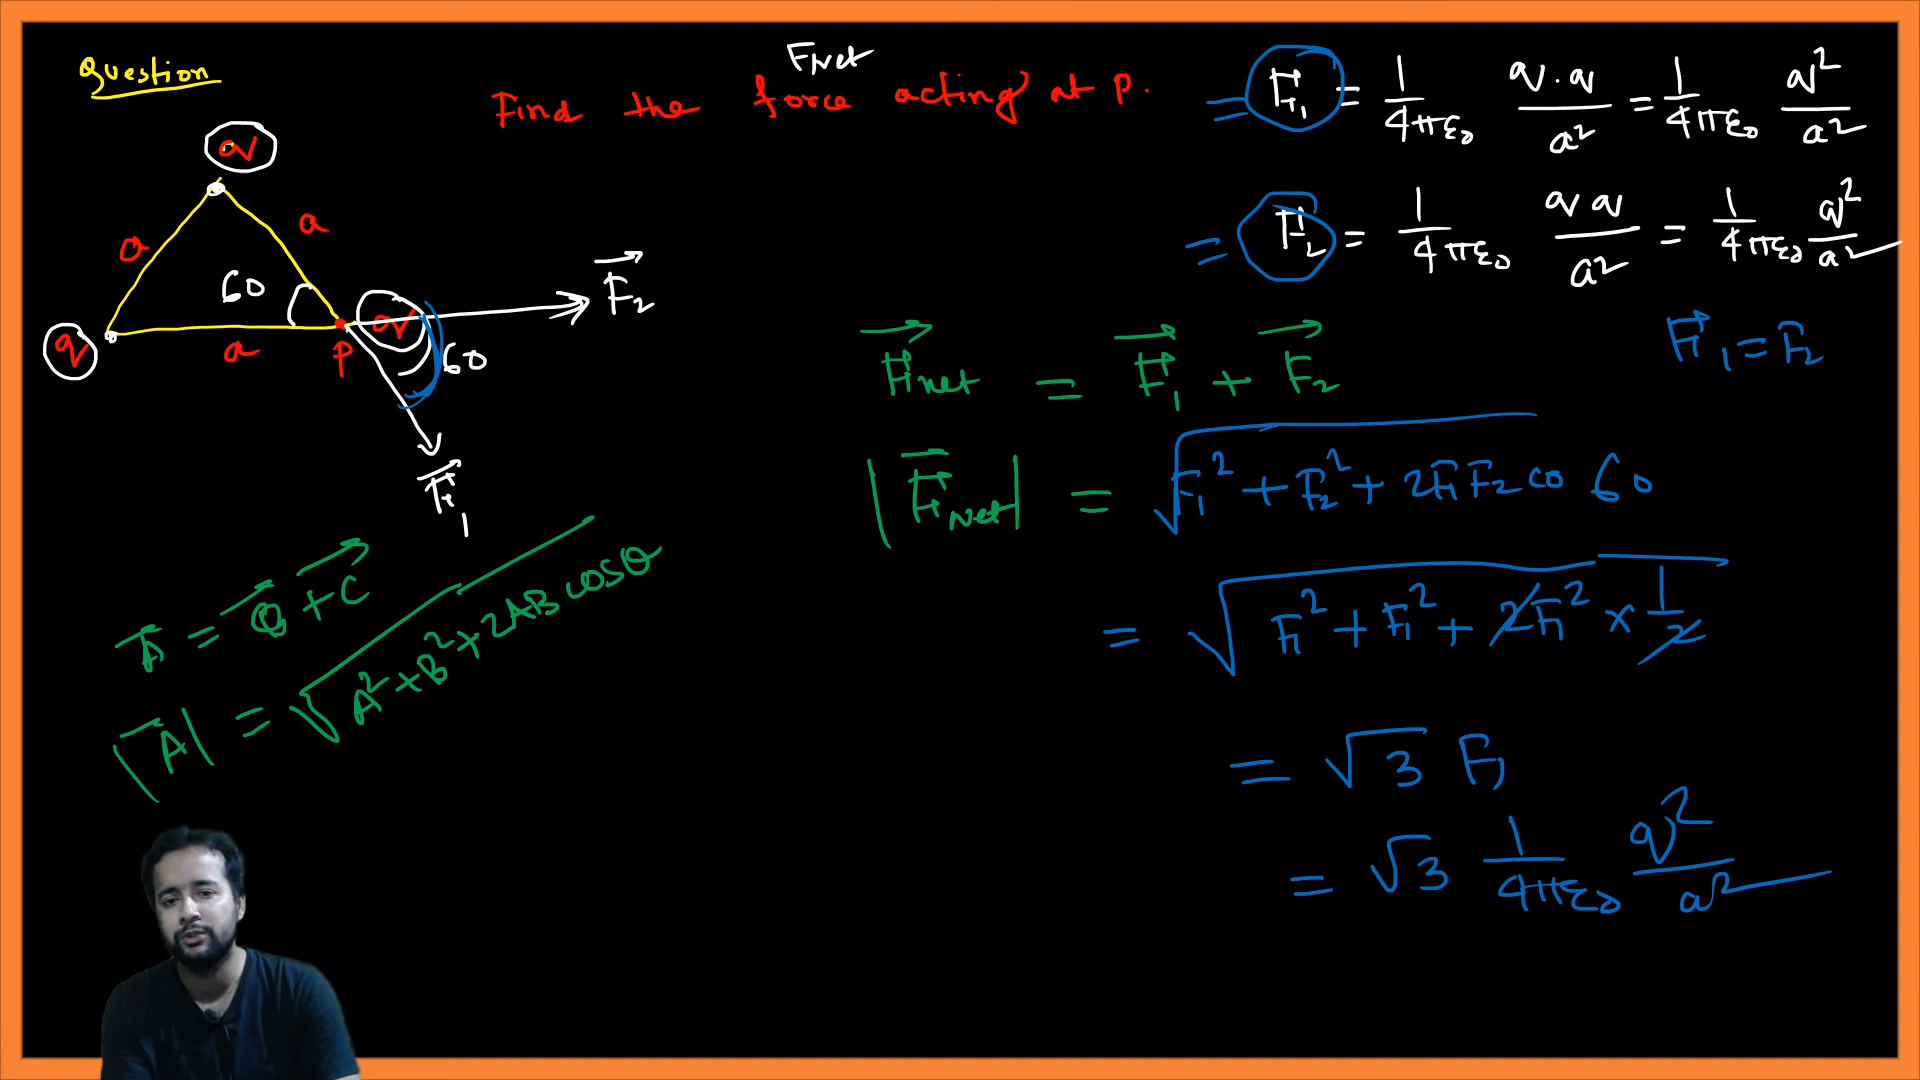 Question
Find the force acting at P.
Fnet
q
a
a
60
q
a
P
q
60
F₂
F₁
= F₁ = 1/4πε₀ q.q/a² = 1/4πε₀ q²/a²
= F₂ = 1/4πε₀ q q/a² = 1/4πε₀ q²/a²
F₁ = F₂
Fnet = F₁ + F₂
|FNet| = √F₁² + F₂² + 2F₁F₂ co 60
= √F₁² + F₁² + 2F₁² × 1/2
= √3 F₁
= √3 1/4πε₀ q²/a²
A = B + C
|A| = √A² + B² + 2AB cosθ